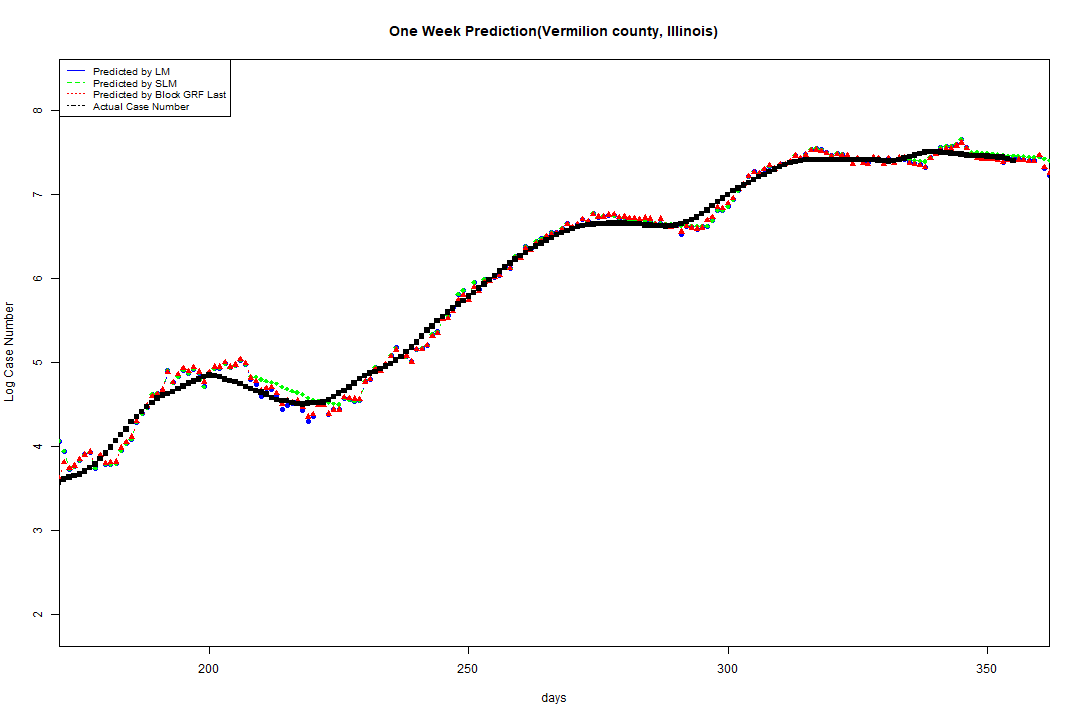 One Week Prediction(Vermilion county, Illinois)
Predicted by LM
Predicted by SLM
Predicted by Block GRF Last
Actual Case Number
8
7
6
5
4
3
2
Log Case Number
200
250
300
350
days